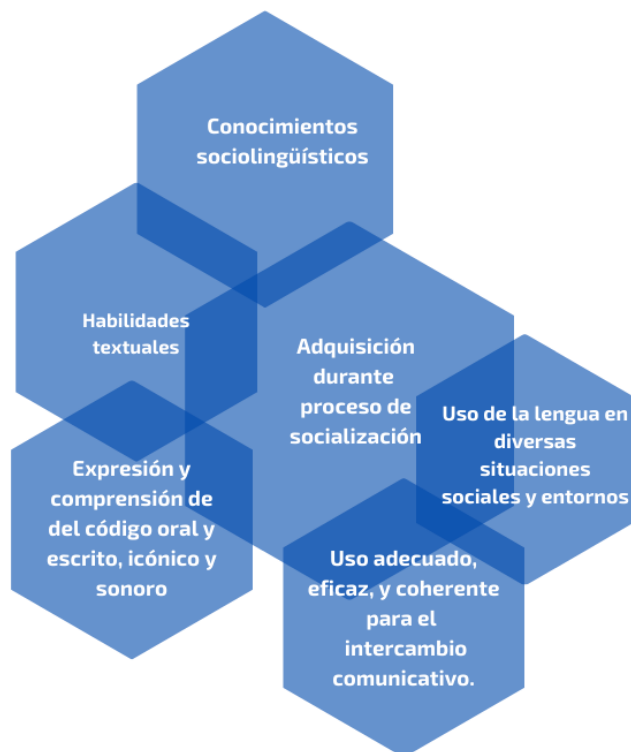 Conocimientos
sociolingüísticos
Habilidades
textuales
Adquisición
durante
proceso de
socialización
Uso de la lengua en
diversas
situaciones
sociales y entornos
Expresión y
comprensión de
del código oral y
escrito, icónico y
sonoro
Uso adecuado,
eficaz, y coherente
para el
intercambio
comunicativo.